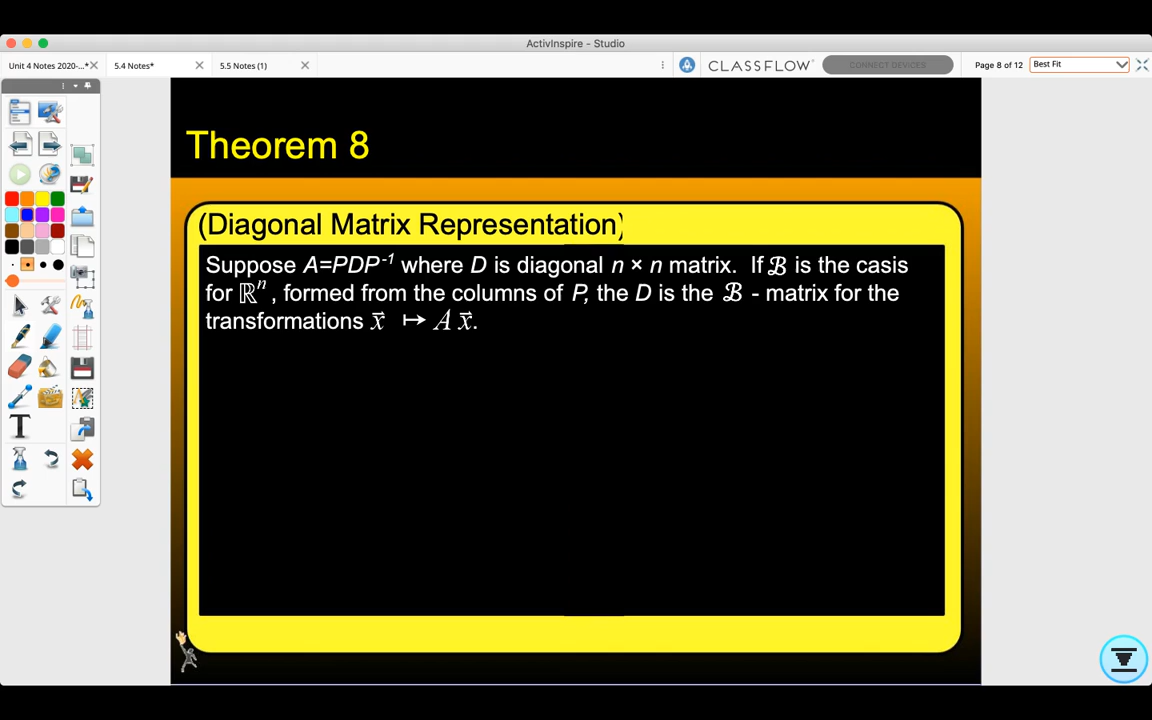 ActivInspire - Studio
Unit 4 Notes 2020-...*
5.4 Notes*
5.5 Notes (1)
CLASSFLOW
CONNECT DEVICES
Page 8 of 12
Best Fit
Theorem 8
(Diagonal Matrix Representation)
Suppose A=PDP⁻¹ where D is diagonal n × n matrix. If ℬ is the casis
for ℝⁿ, formed from the columns of P, the D is the ℬ - matrix for the
transformations x⃗ ↦ A x⃗.
T